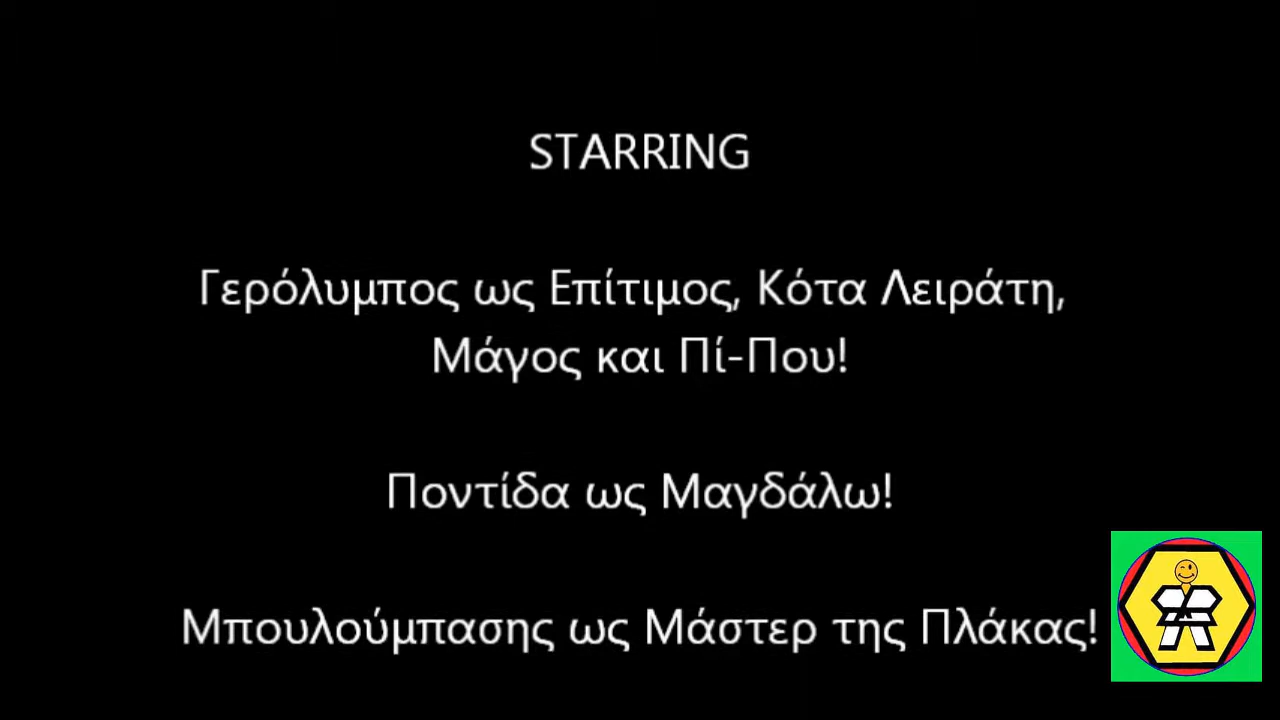 STARRING
Γερόλυμπος ως Επίτιμος, Κότα Λειράτη,
Μάγος και Πί-Που!
Ποντίδα ως Μαγδάλω!
Μπουλούμπασης ως Μάστερ της Πλάκας!